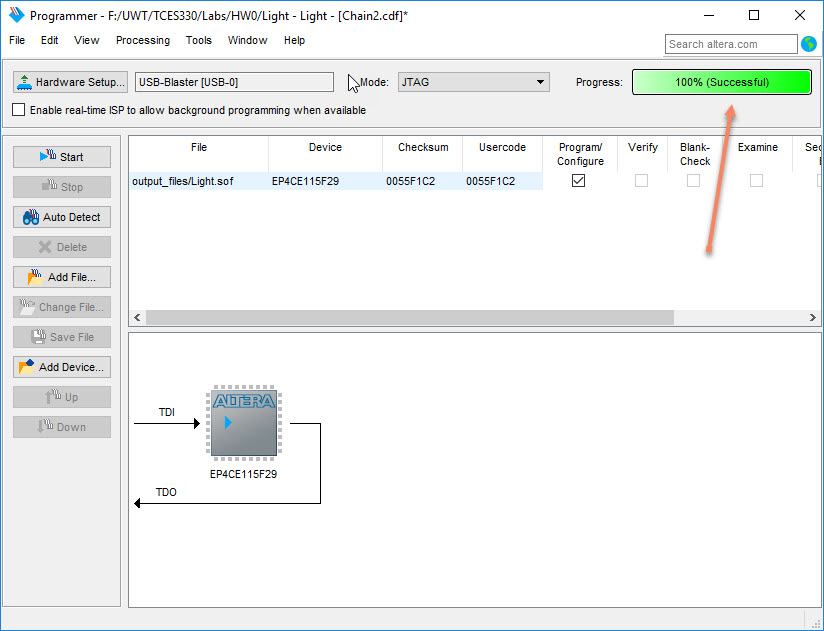 Programmer - F:/UWT/TCES330/Labs/HW0/Light - Light - [Chain2.cdf]*
File Edit View Processing Tools Window Help
Search altera.com
Hardware Setup... USB-Blaster [USB-0] Mode: JTAG Progress: 100% (Successful)
Enable real-time ISP to allow background programming when available
Start
Stop
Auto Detect
Delete
Add File...
Change File...
Save File
Add Device...
Up
Down
File Device Checksum Usercode Program/ Verify Blank- Examine
Configure Check
output_files/Light.sof EP4CE115F29 0055F1C2 0055F1C2
TDI
ALTERA
EP4CE115F29
TDO